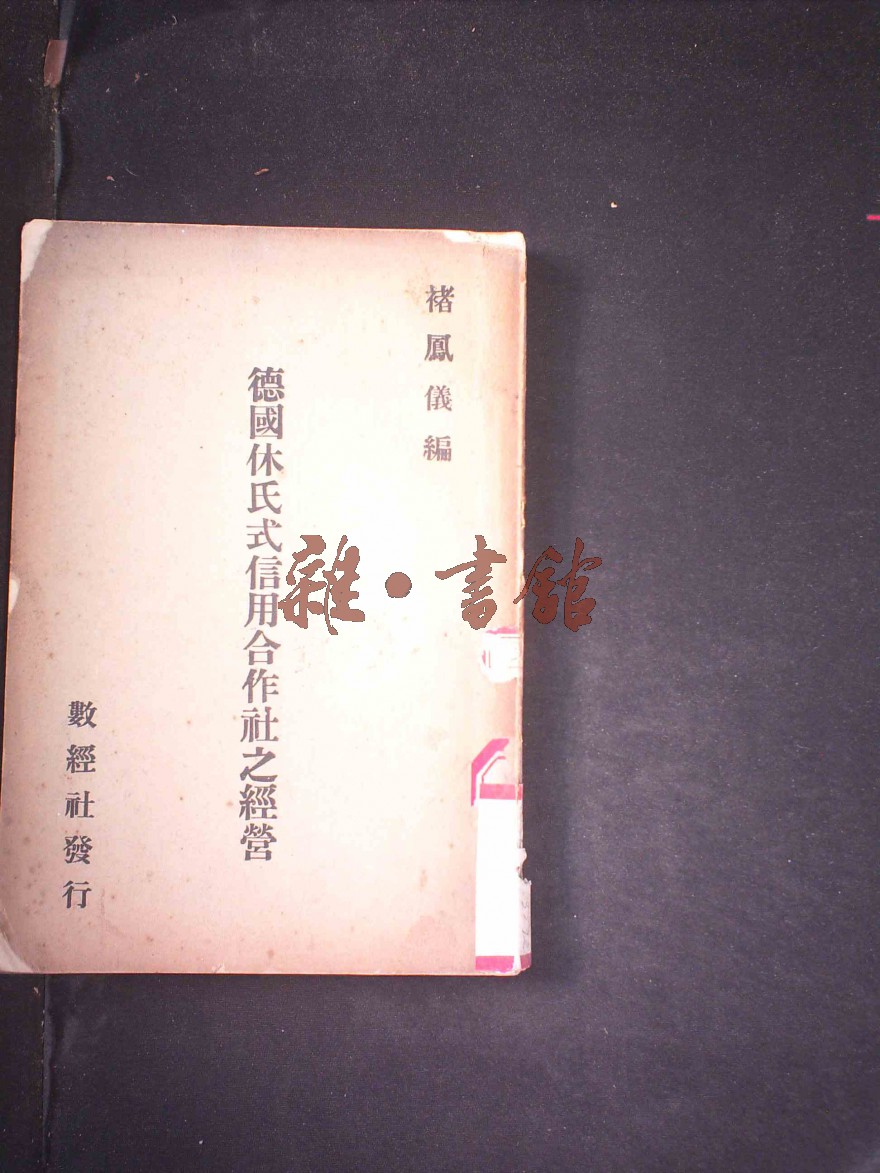 褚鳳儀編
德國休氏式信用合作社之經營
數經社發行
雜·書館